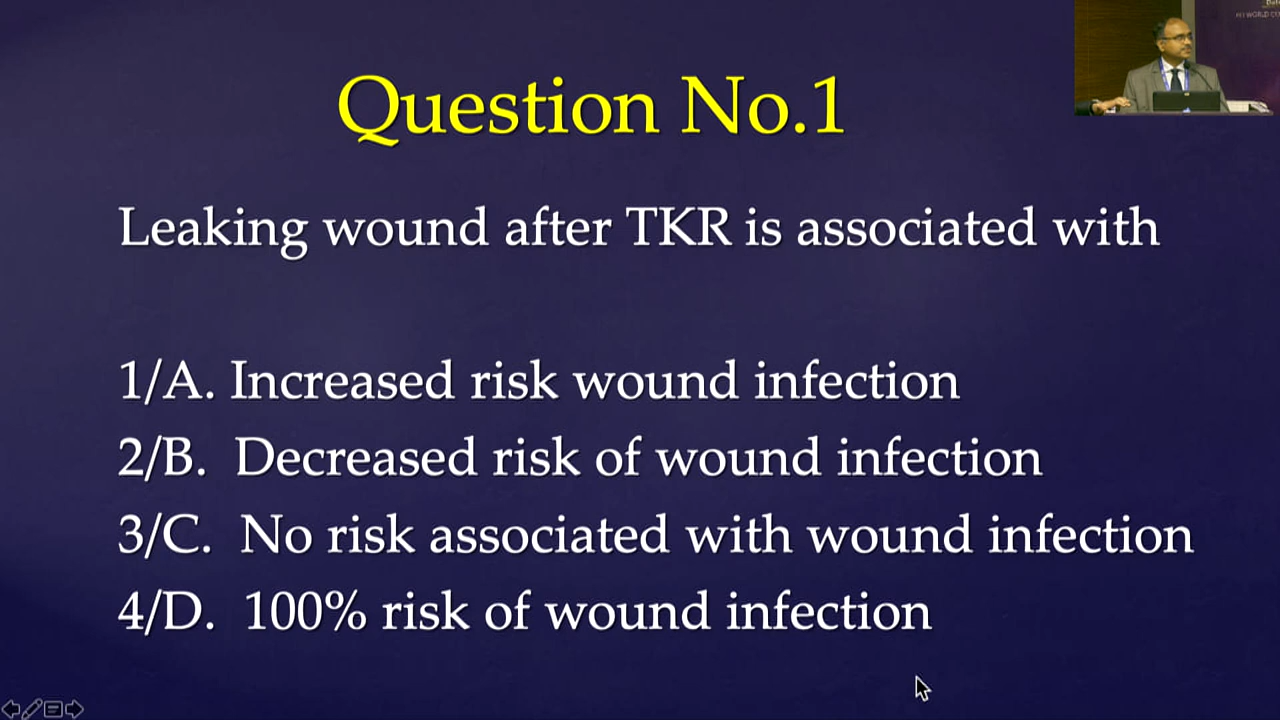 Question No.1
Leaking wound after TKR is associated with
1/A. Increased risk wound infection
2/B. Decreased risk of wound infection
3/C. No risk associated with wound infection
4/D. 100% risk of wound infection